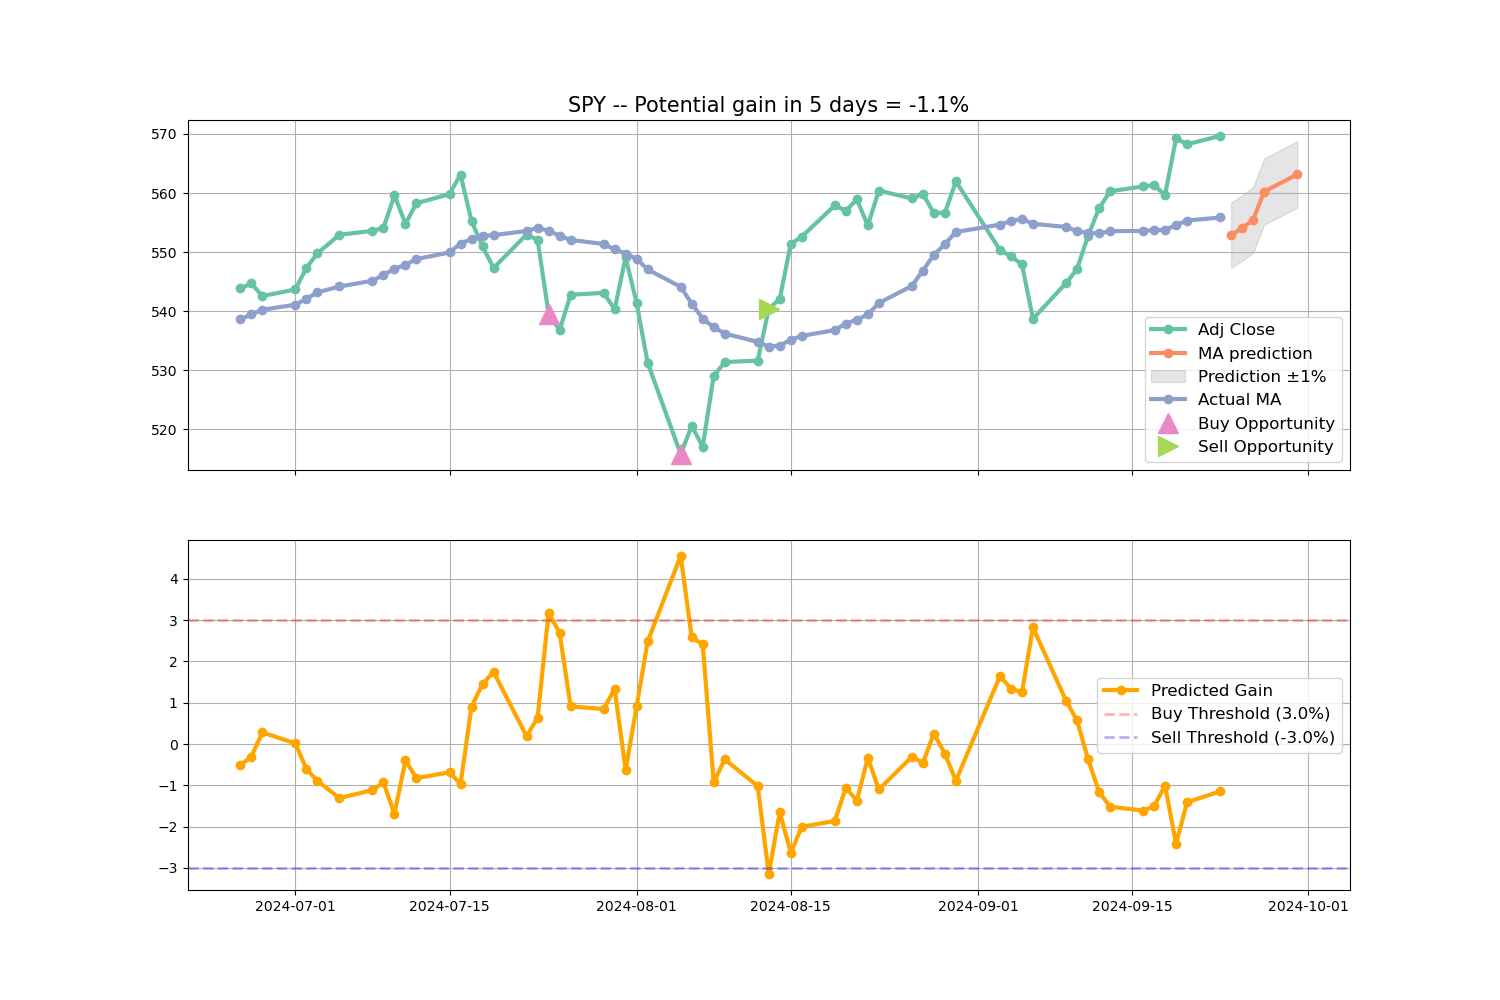 SPY -- Potential gain in 5 days = -1.1%
570
560
550
540
530
520
Adj Close
MA prediction
Prediction ±1%
Actual MA
Buy Opportunity
Sell Opportunity
4
3
2
1
0
−1
−2
−3
Predicted Gain
Buy Threshold (3.0%)
Sell Threshold (-3.0%)
2024-07-01
2024-07-15
2024-08-01
2024-08-15
2024-09-01
2024-09-15
2024-10-01